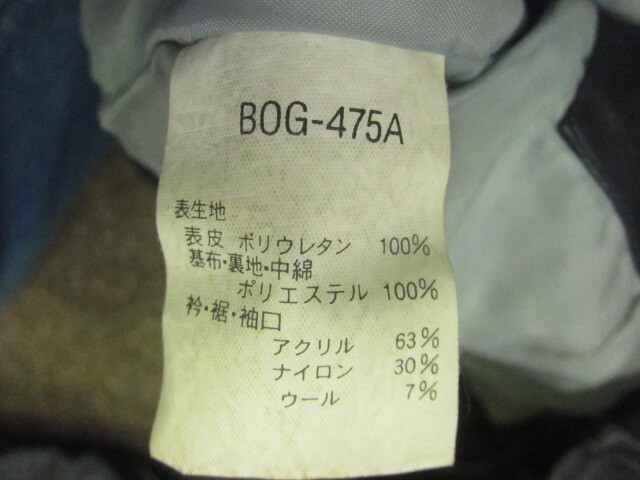 BOG-475A
表生地
表皮 ポリウレタン 100%
基布・裏地・中綿
ポリエステル 100%
衿・裾・袖口
アクリル 63%
ナイロン 30%
ウール 7%